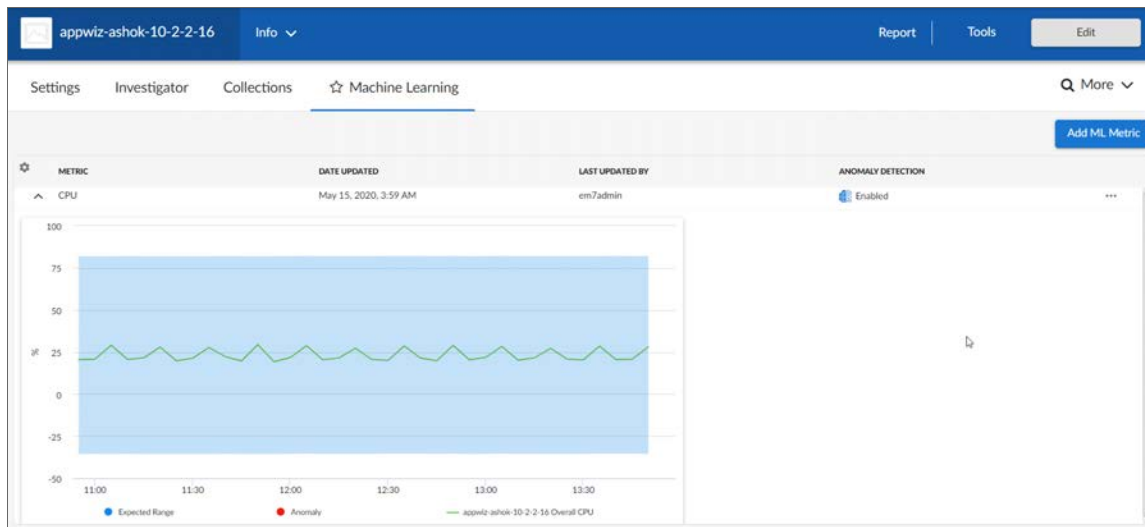 appwiz-ashok-10-2-2-16 Info Report Tools Edit
Settings Investigator Collections Machine Learning More
Add ML Metric
METRIC DATE UPDATED LAST UPDATED BY ANOMALY DETECTION
CPU May 15, 2020, 3:59 AM em7admin Enabled ...
100
75
50
%
25
0
-25
-50
11:00 11:30 12:00 12:30 13:00 13:30
Expected Range Anomaly appwiz-ashok-10-2-2-16 Overall CPU